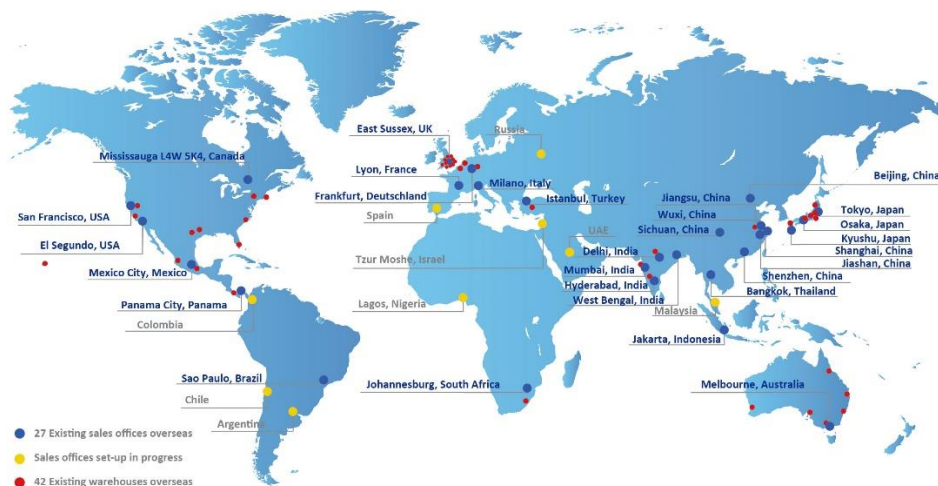 East Sussex, UK
Russia
Mississauga L4W 5K4, Canada
Beijing, China
Lyon, France
Milano, Italy
Jiangsu, China
Frankfurt, Deutschland
Istanbul, Turkey
Tokyo, Japan
San Francisco, USA
Spain
Wuxi, China
Osaka, Japan
Sichuan, China
UAE
Kyushu, Japan
El Segundo, USA
Delhi, India
Shanghai, China
Tzur Moshe, Israel
Jiashan, China
Mexico City, Mexico
Mumbai, India
Shenzhen, China
Hyderabad, India
Bangkok, Thailand
Panama City, Panama
Lagos, Nigeria
West Bengal, India
Malaysia
Colombia
Jakarta, Indonesia
Sao Paulo, Brazil
Johannesburg, South Africa
Melbourne, Australia
Chile
Argentina
27 Existing sales offices overseas
Sales offices set-up in progress
42 Existing warehouses overseas